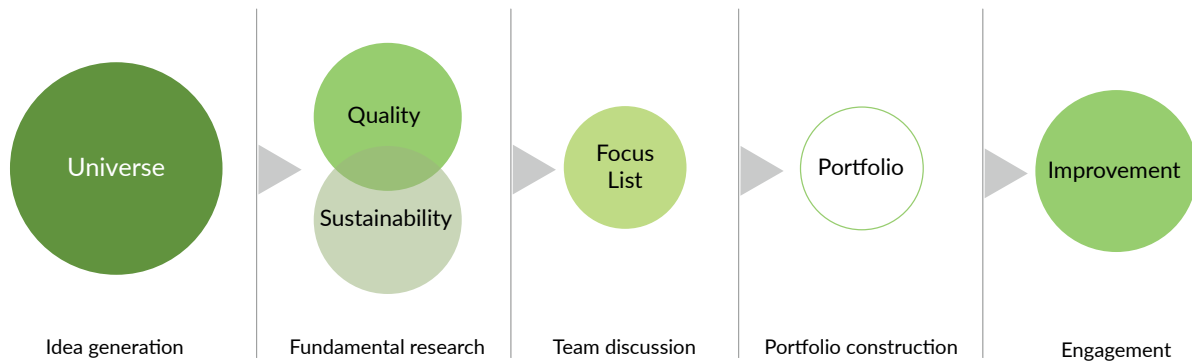 Universe
Quality
Sustainability
Focus
List
Portfolio
Improvement
Idea generation
Fundamental research
Team discussion
Portfolio construction
Engagement